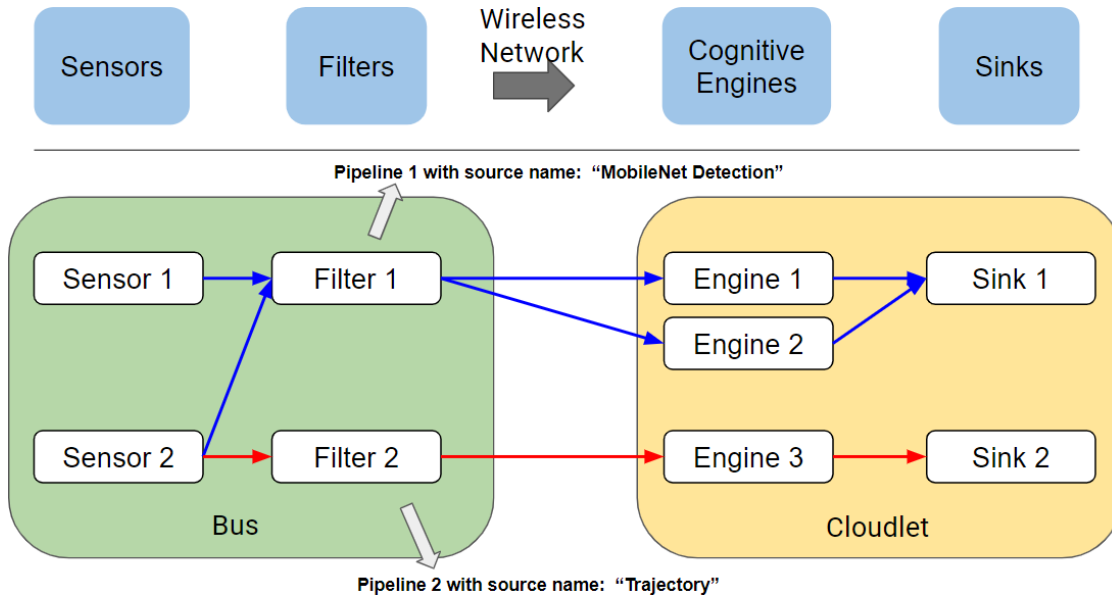 Sensors
Filters
Wireless
Network
Cognitive
Engines
Sinks
Pipeline 1 with source name:  “MobileNet Detection”
Sensor 1
Filter 1
Engine 1
Sink 1
Engine 2
Sensor 2
Filter 2
Engine 3
Sink 2
Bus
Cloudlet
Pipeline 2 with source name:  “Trajectory”